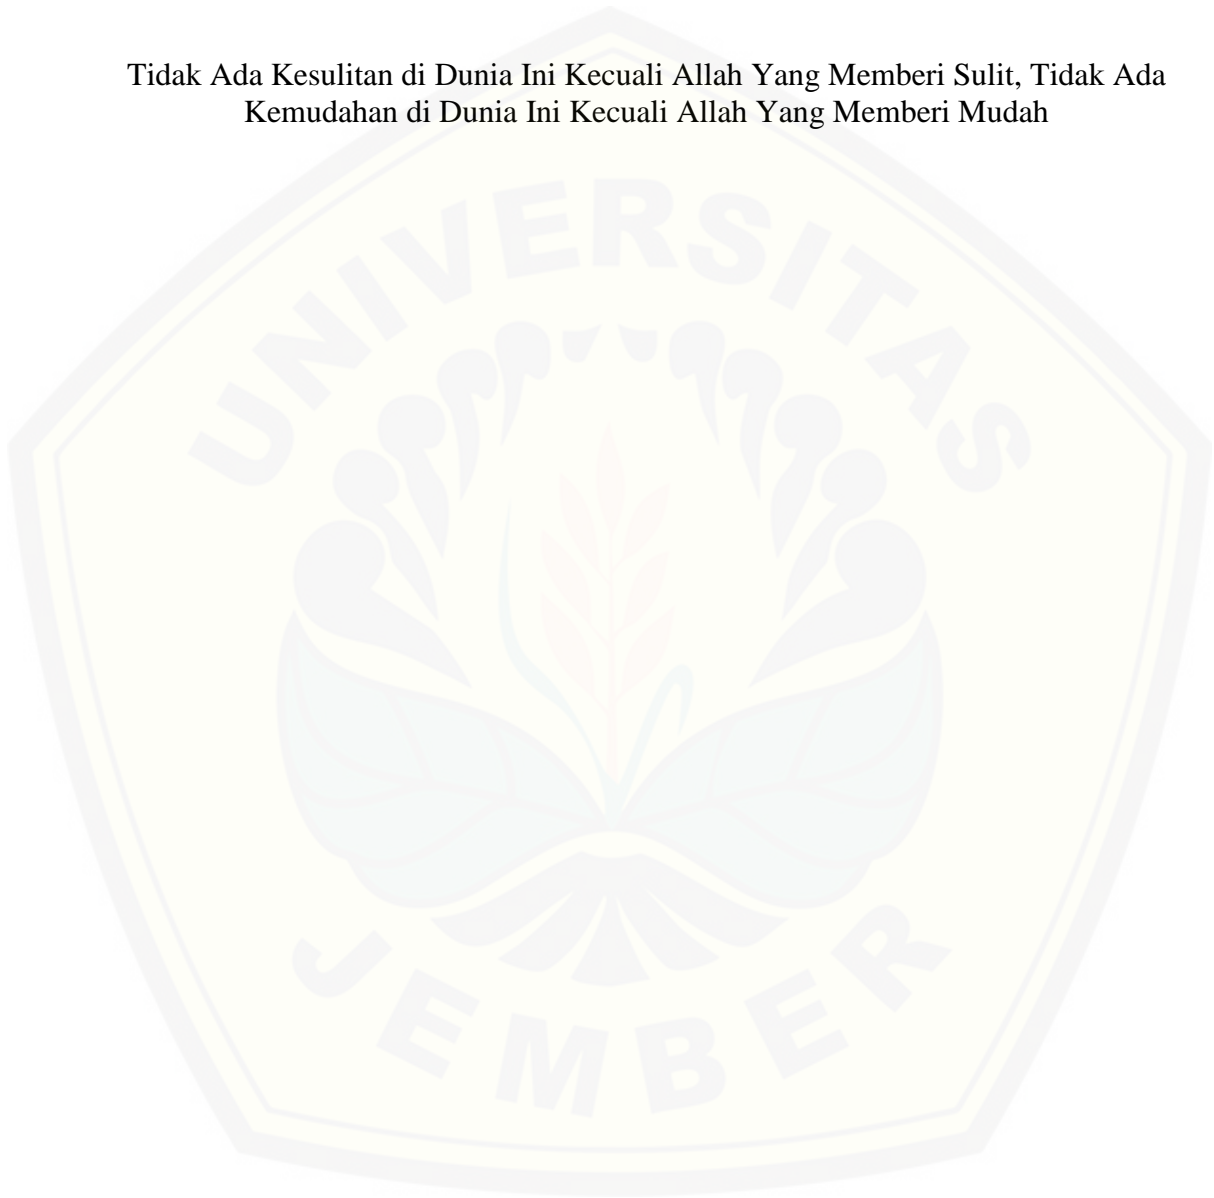 Tidak Ada Kesulitan di Dunia Ini Kecuali Allah Yang Memberi Sulit, Tidak Ada
Kemudahan di Dunia Ini Kecuali Allah Yang Memberi Mudah
UNIVERSITAS
JEMBER